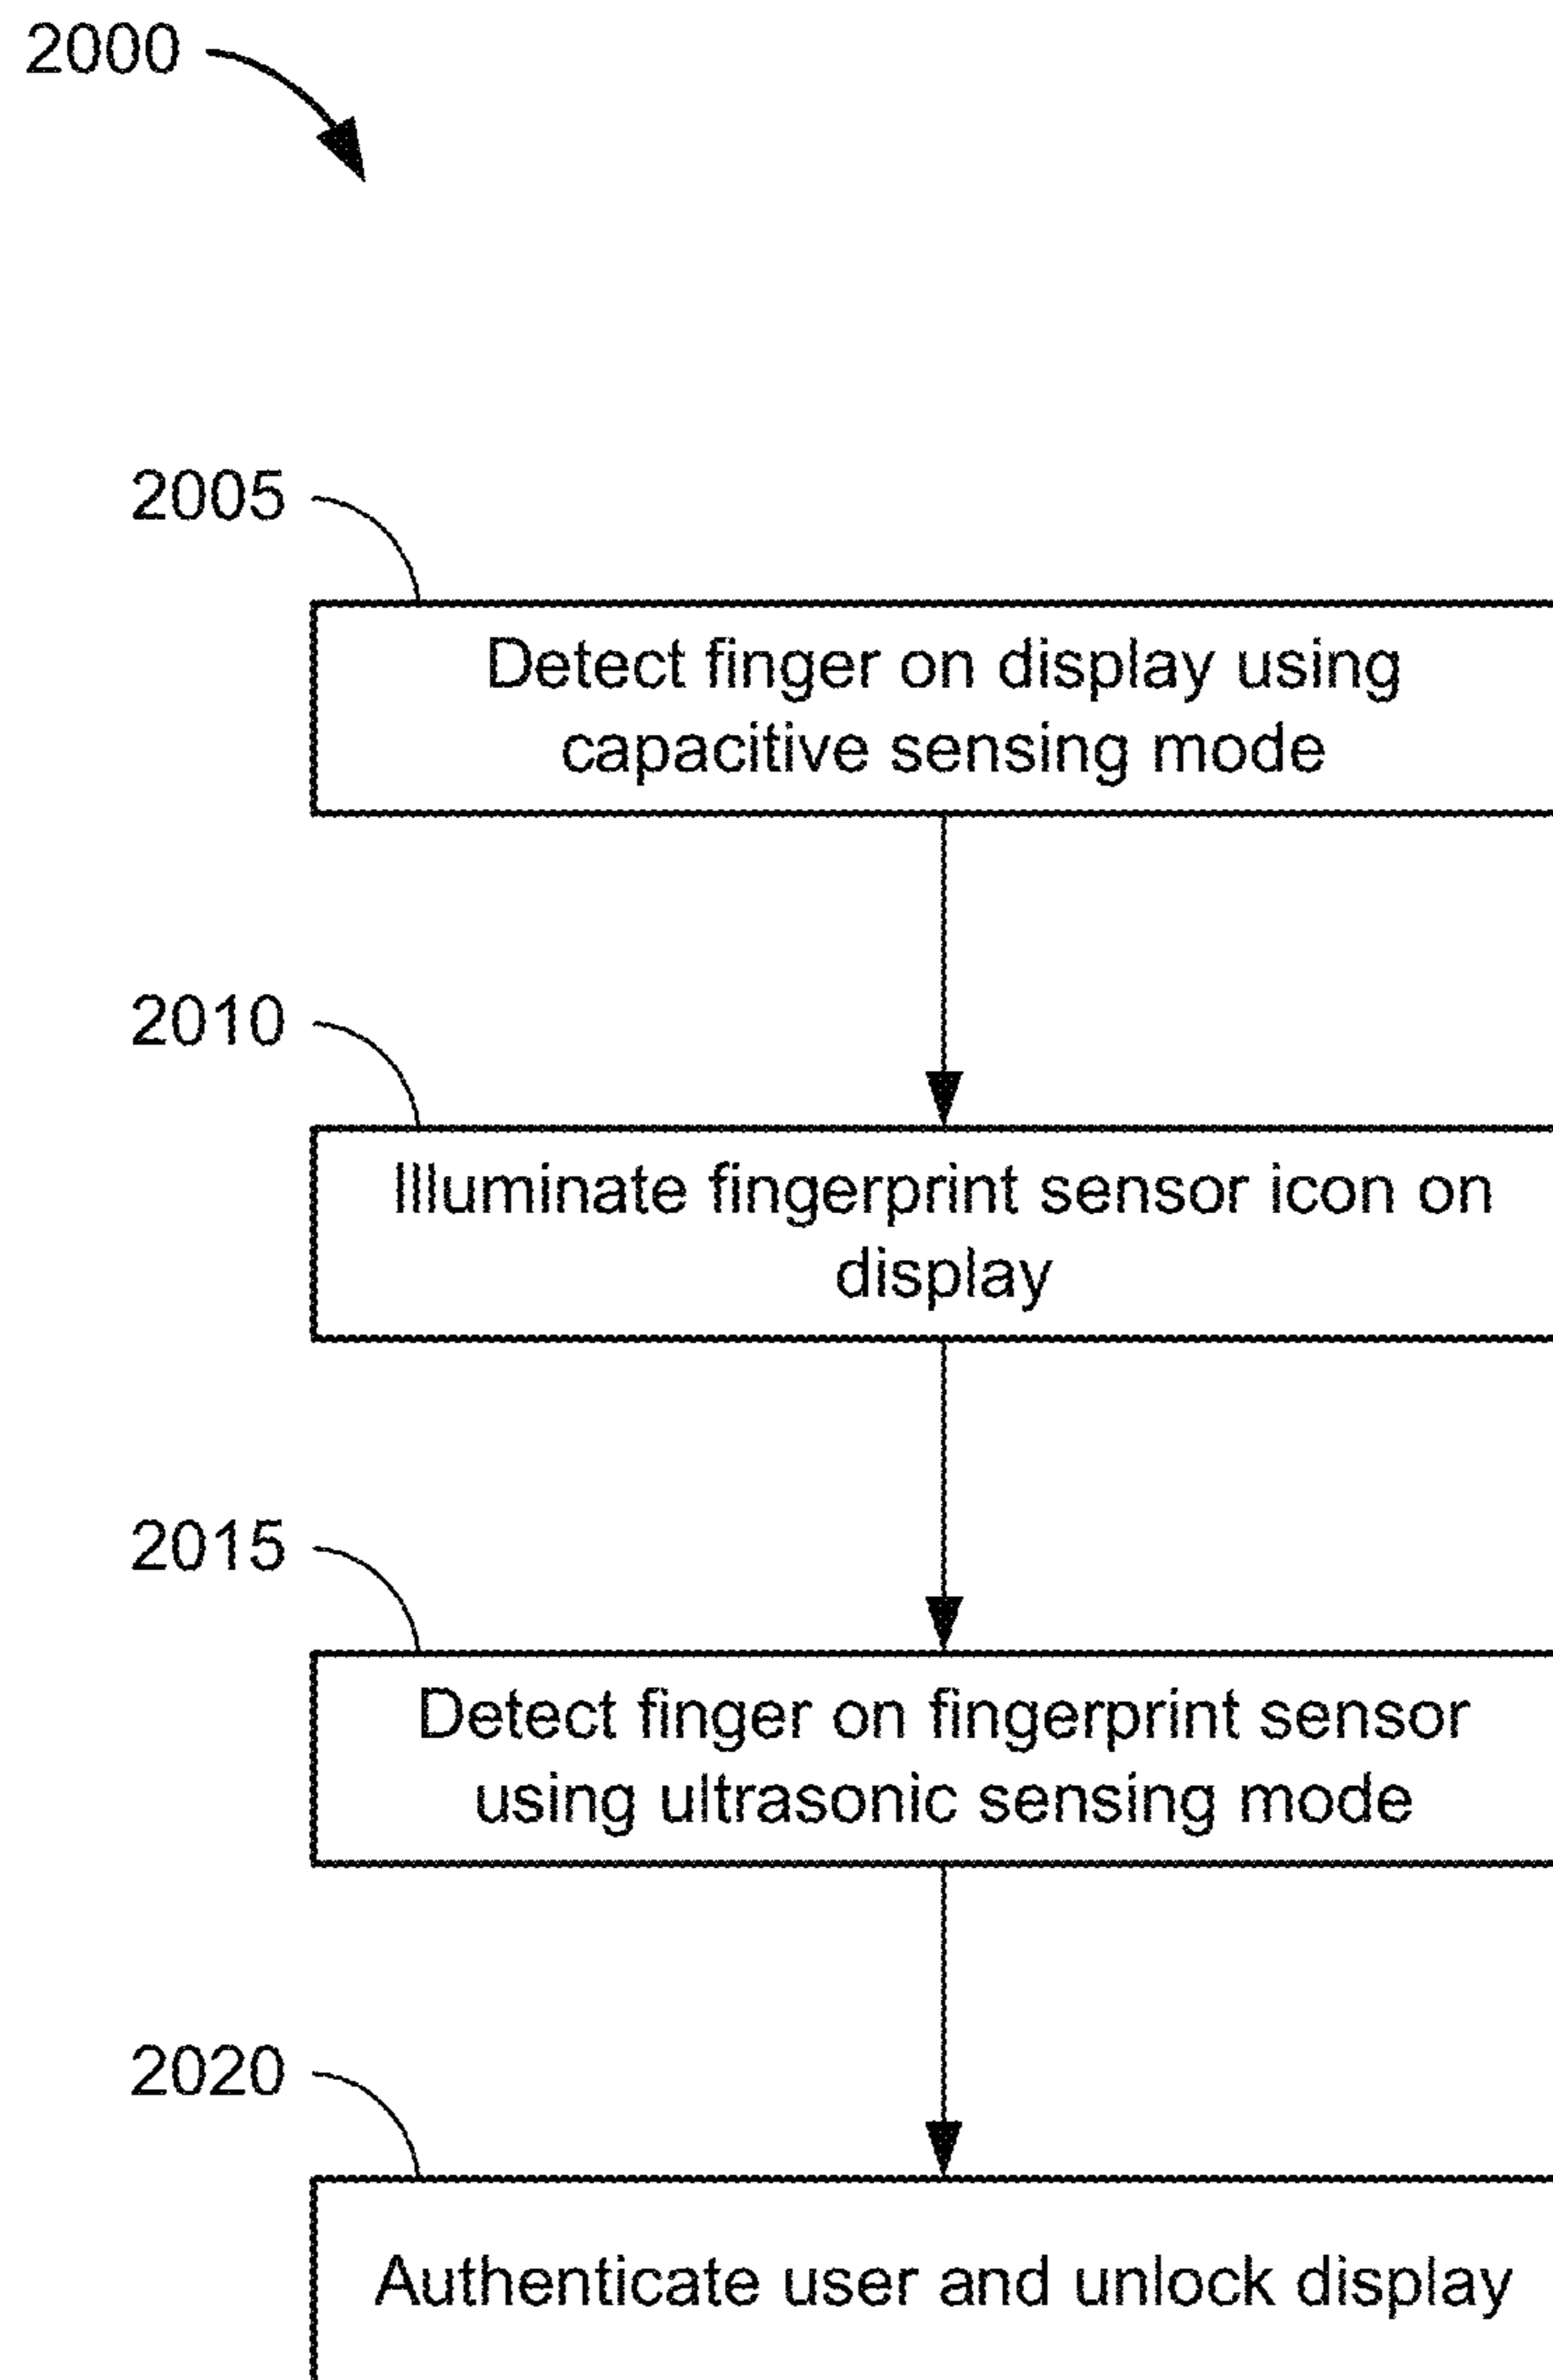 2000
2005
Detect finger on display using
capacitive sensing mode
2010
Illuminate fingerprint sensor icon on
display
2015
Detect finger on fingerprint sensor
using ultrasonic sensing mode
2020
Authenticate user and unlock display